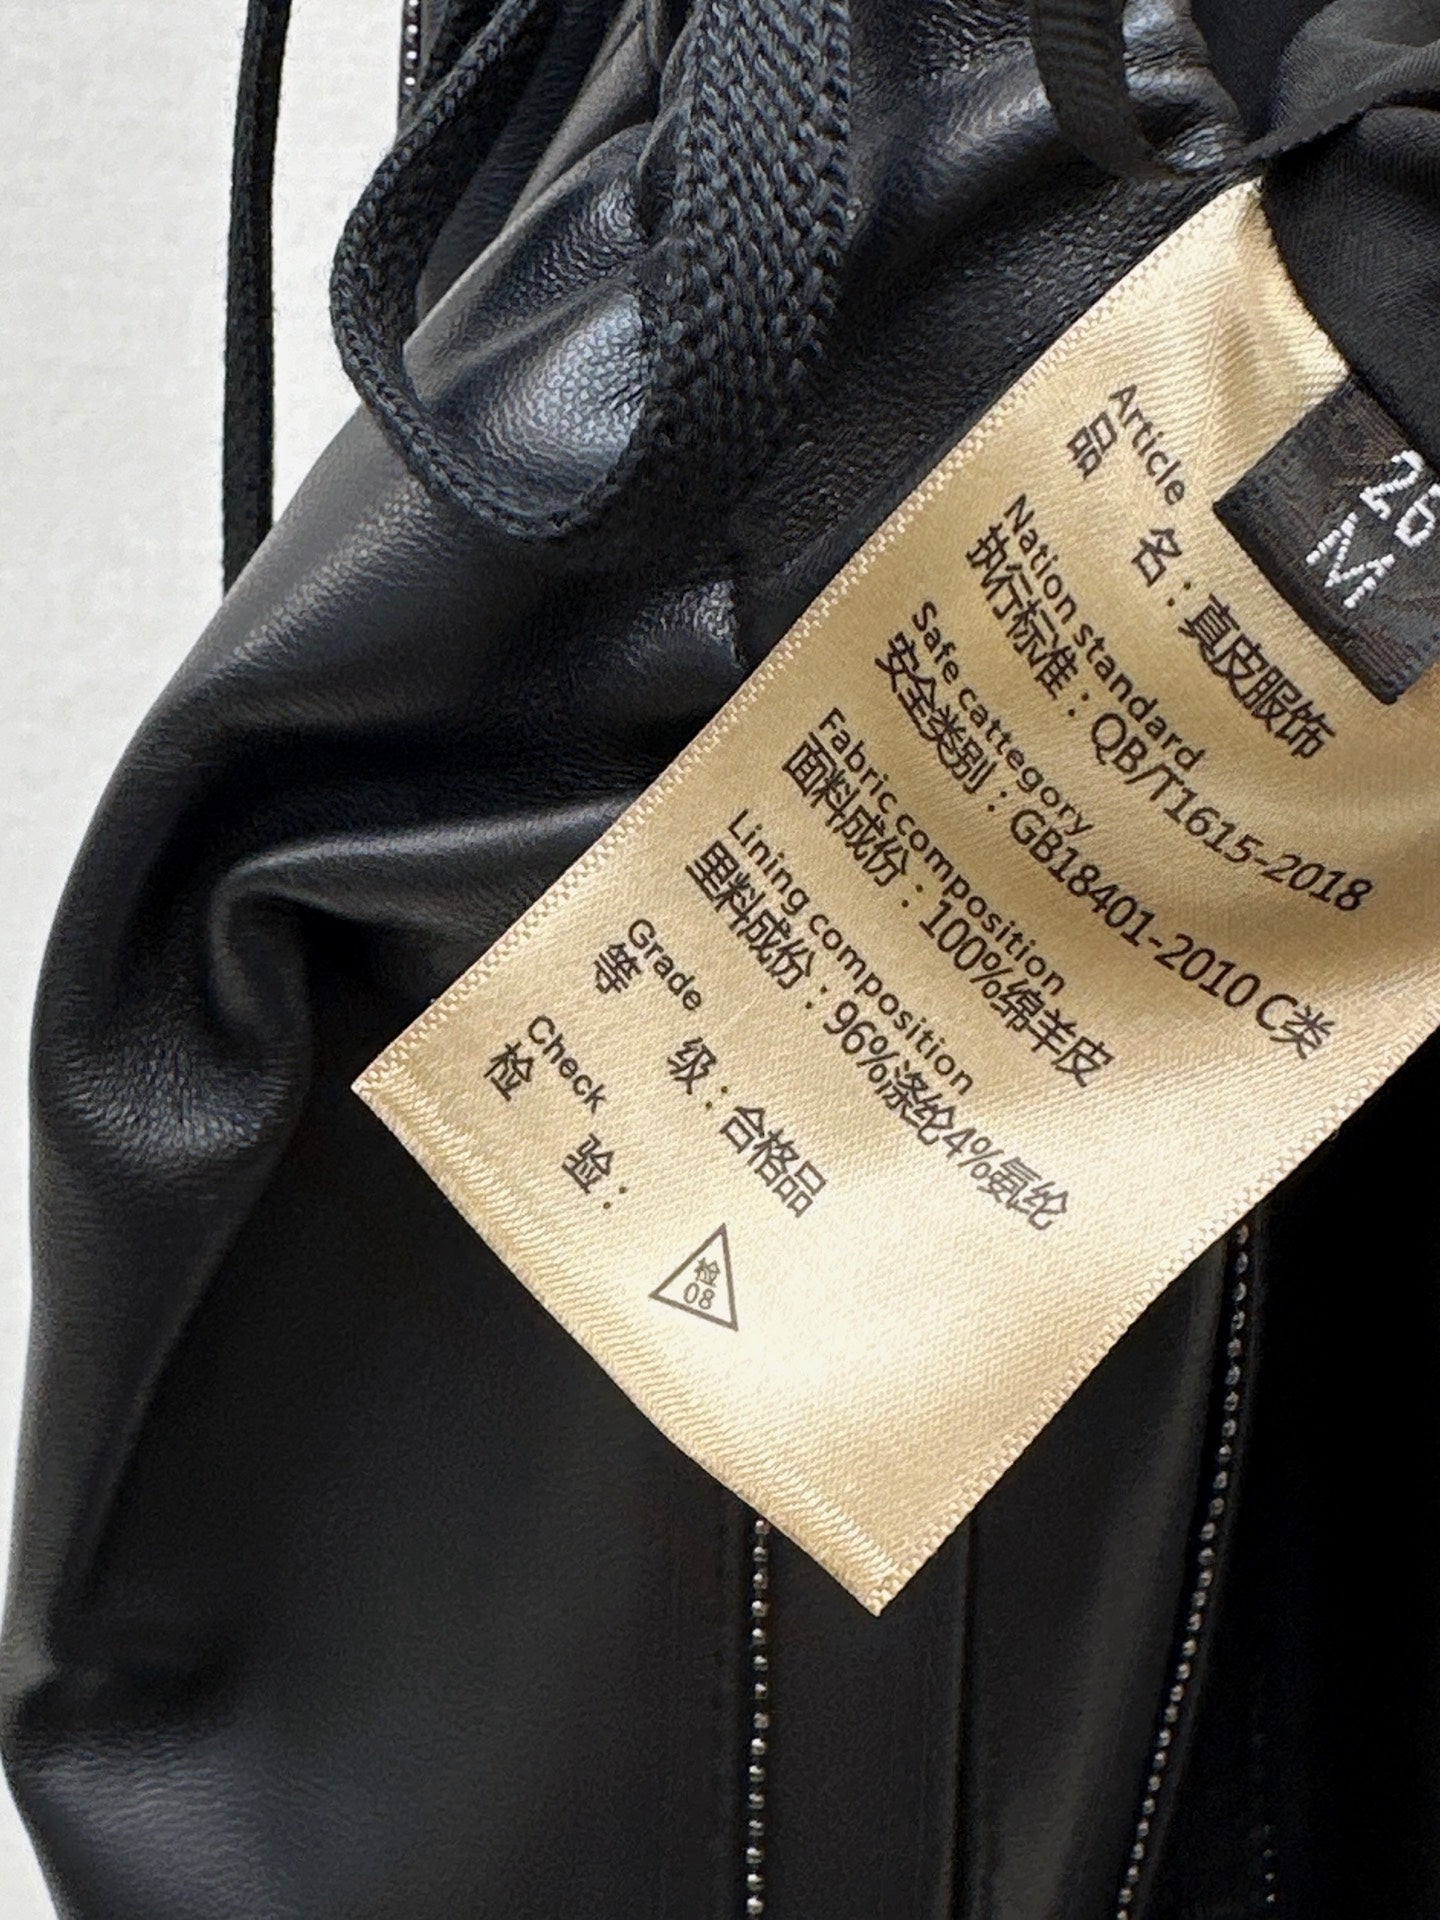 Article
品 名：真皮服饰
Nation standard
执行标准：QB/T1615-2018
Safe cattegory
安全类别：GB18401-2010 C类
Fabric composition
面料成份：100%绵羊皮
Lining composition
里料成份：96%涤纶4%氨纶
Grade
等 级：合格品
Check
检 验：
检
08
26
M